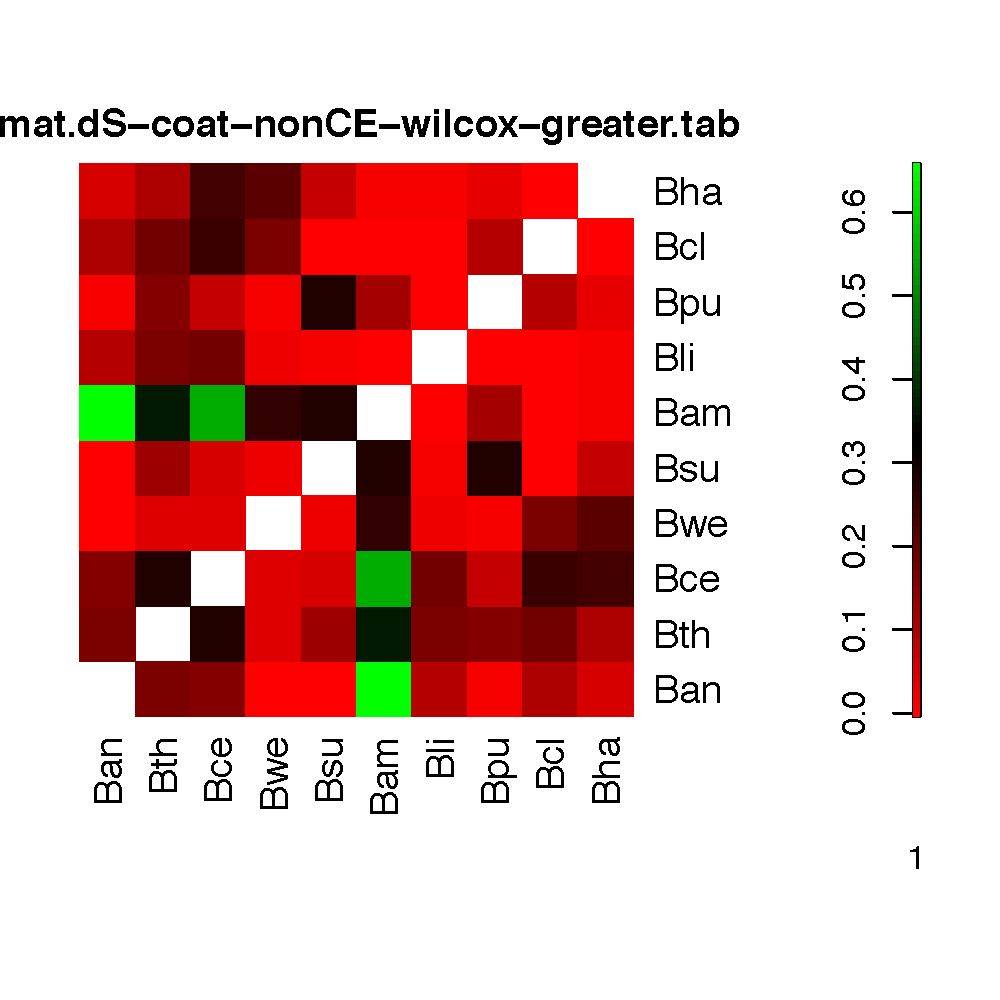 mat.dS–coat–nonCE–wilcox–greater.tab
Bha
Bcl
Bpu
Bli
Bam
Bsu
Bwe
Bce
Bth
Ban
Ban Bth Bce Bwe Bsu Bam Bli Bpu Bcl Bha
0.0 0.1 0.2 0.3 0.4 0.5 0.6
1